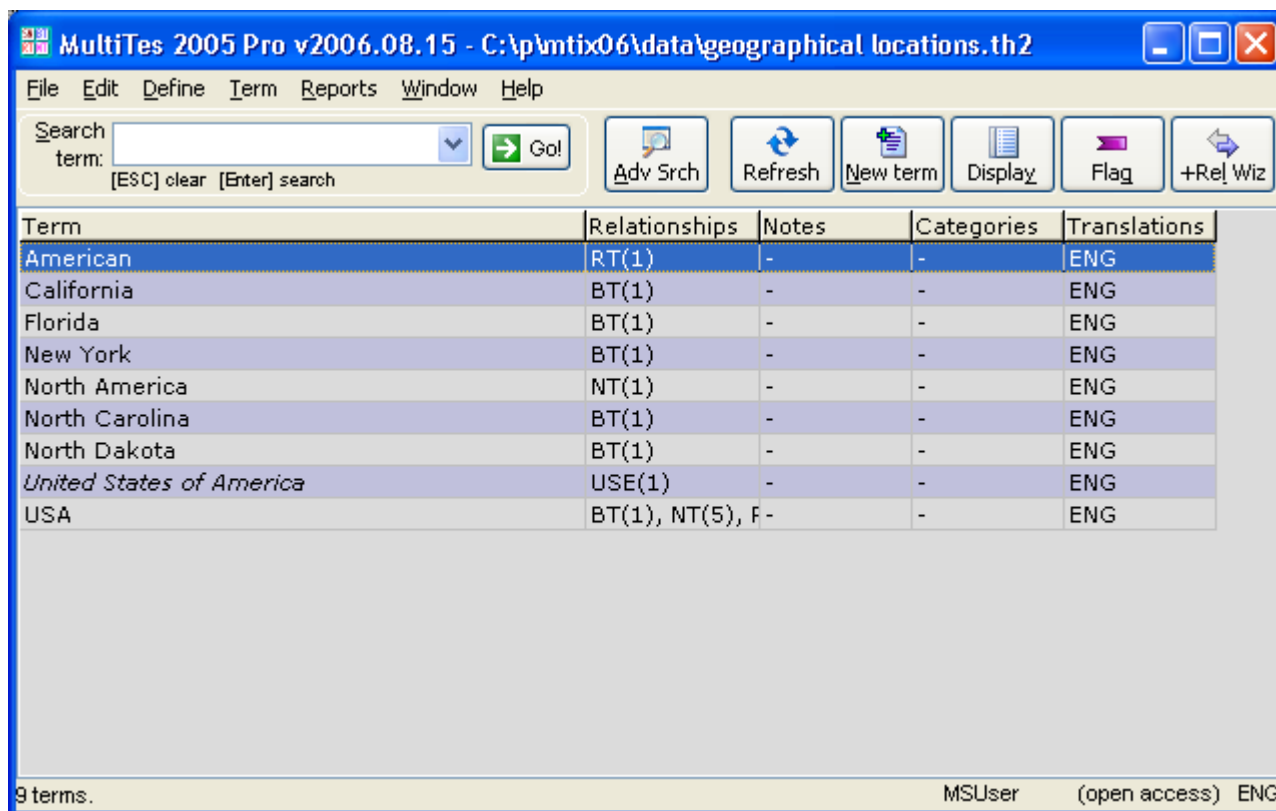 MultiTes 2005 Pro v2006.08.15 - C:\p\mtix06\data\geographical locations.th2
File Edit Define Term Reports Window Help
Search term: Go! Adv Srch Refresh New term Display Flag +Rel Wiz
[ESC] clear [Enter] search
Term Relationships Notes Categories Translations
American RT(1) - - ENG
California BT(1) - - ENG
Florida BT(1) - - ENG
New York BT(1) - - ENG
North America NT(1) - - ENG
North Carolina BT(1) - - ENG
North Dakota BT(1) - - ENG
United States of America USE(1) - - ENG
USA BT(1), NT(5), - - ENG
9 terms. MSUser (open access) ENG